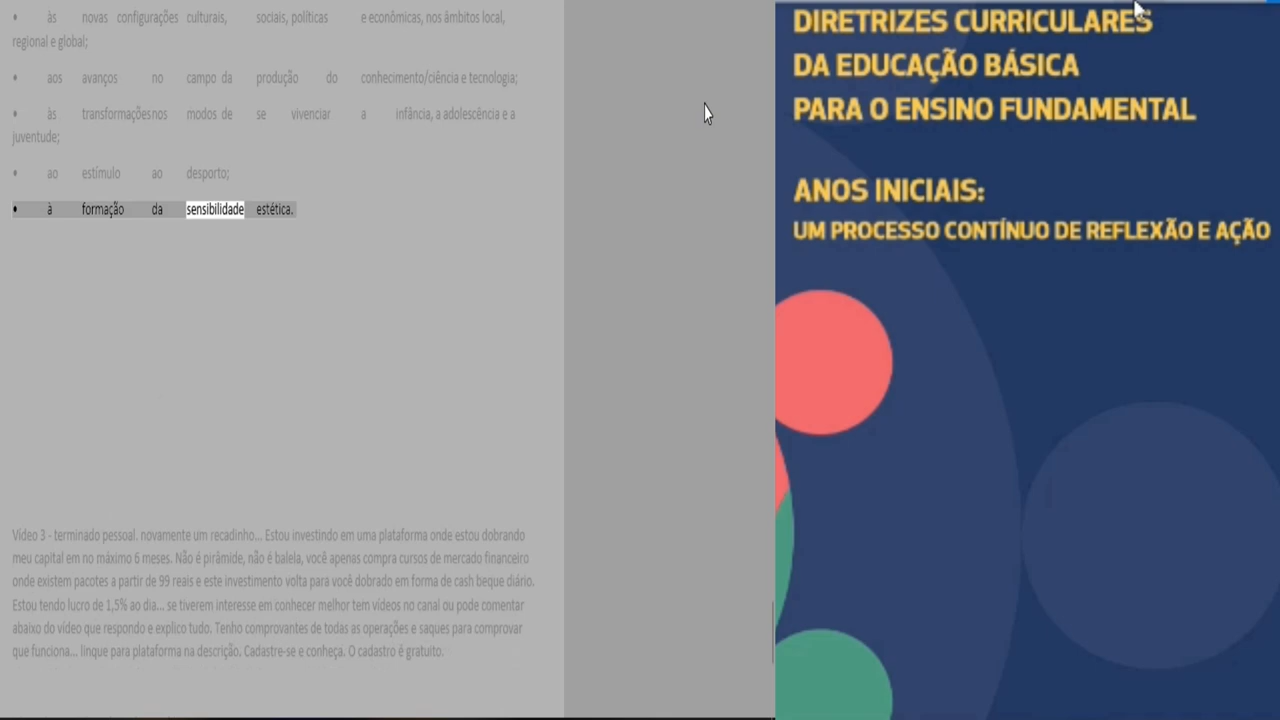 • às novas configurações culturais, sociais, políticas e econômicas, nos âmbitos local,
regional e global;
• aos avanços no campo da produção do conhecimento/ciência e tecnologia;
• às transformações nos modos de se vivenciar a infância, a adolescência e a
juventude;
• ao estímulo ao desporto;
• à formação da sensibilidade estética.
Vídeo 3 - terminado pessoal. novamente um recadinho... Estou investindo em uma plataforma onde estou dobrando
meu capital em no máximo 6 meses. Não é pirâmide, não é balela, você apenas compra cursos de mercado financeiro
onde existem pacotes a partir de 99 reais e este investimento volta para você dobrado em forma de cash beque diário.
Estou tendo lucro de 1,5% ao dia... se tiverem interesse em conhecer melhor tem vídeos no canal ou pode comentar
abaixo do vídeo que respondo e explico tudo. Tenho comprovantes de todas as operações e saques para comprovar
que funciona... linque para plataforma na descrição. Cadastre-se e conheça. O cadastro é gratuito.
DIRETRIZES CURRICULARES
DA EDUCAÇÃO BÁSICA
PARA O ENSINO FUNDAMENTAL
ANOS INICIAIS:
UM PROCESSO CONTÍNUO DE REFLEXÃO E AÇÃO